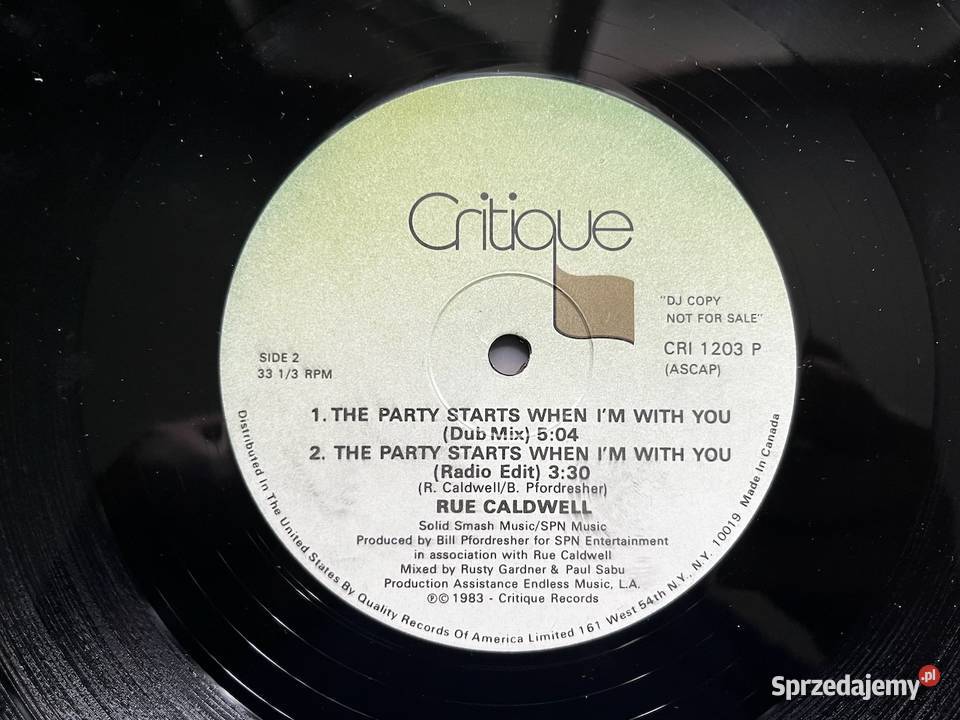 Critique
"DJ COPY
NOT FOR SALE"
CRI 1203 P
(ASCAP)
SIDE 2
33 1/3 RPM
1. THE PARTY STARTS WHEN I'M WITH YOU
(Dub Mix) 5:04
2. THE PARTY STARTS WHEN I'M WITH YOU
(Radio Edit) 3:30
(R. Caldwell/B. Pfordresher)
RUE CALDWELL
Solid Smash Music/SPN Music
Produced by Bill Pfordresher for SPN Entertainment
in association with Rue Caldwell
Mixed by Rusty Gardner & Paul Sabu
Production Assistance Endless Music, L.A.
℗© 1983 - Critique Records
Distributed in The United States By Quality Records Of America Limited 161 West 54th N.Y., N.Y. 10019 Made In Canada
Sprzedajemy.pl